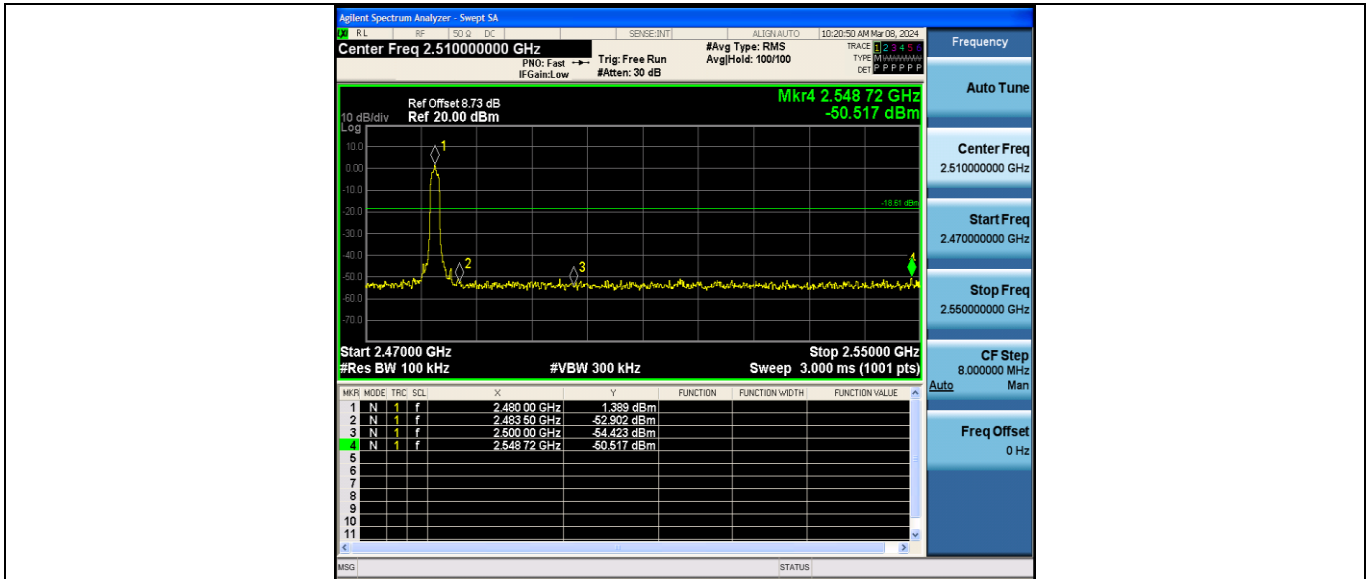 Agilent Spectrum Analyzer - Swept SA
LXI RL RF 50 Ω DC SENSE:INT ALIGNAUTO 10:20:50 AM Mar 08, 2024
Center Freq 2.510000000 GHz
PNO: Fast
IFGain:Low
Trig: Free Run
#Atten: 30 dB
#Avg Type: RMS
Avg|Hold: 100/100
TRACE 1 2 3 4 5 6
TYPE M
DET P P P P P P
Mkr4 2.548 72 GHz
-50.517 dBm
Ref Offset 8.73 dB
10 dB/div Ref 20.00 dBm
Log
10.0
0.00
-10.0
-20.0
-30.0
-40.0
-50.0
-60.0
-70.0
1
2
3
4
-18.61 dBm
Start 2.47000 GHz Stop 2.55000 GHz
#Res BW 100 kHz #VBW 300 kHz Sweep 3.000 ms (1001 pts)
MKR MODE TRC SCL X Y FUNCTION FUNCTION WIDTH FUNCTION VALUE
1 N 1 f 2.480 00 GHz 1.389 dBm
2 N 1 f 2.483 50 GHz -52.902 dBm
3 N 1 f 2.500 00 GHz -54.423 dBm
4 N 1 f 2.548 72 GHz -50.517 dBm
5
6
7
8
9
10
11
MSG STATUS
Frequency
Auto Tune
Center Freq
2.510000000 GHz
Start Freq
2.470000000 GHz
Stop Freq
2.550000000 GHz
CF Step
8.000000 MHz
Auto Man
Freq Offset
0 Hz